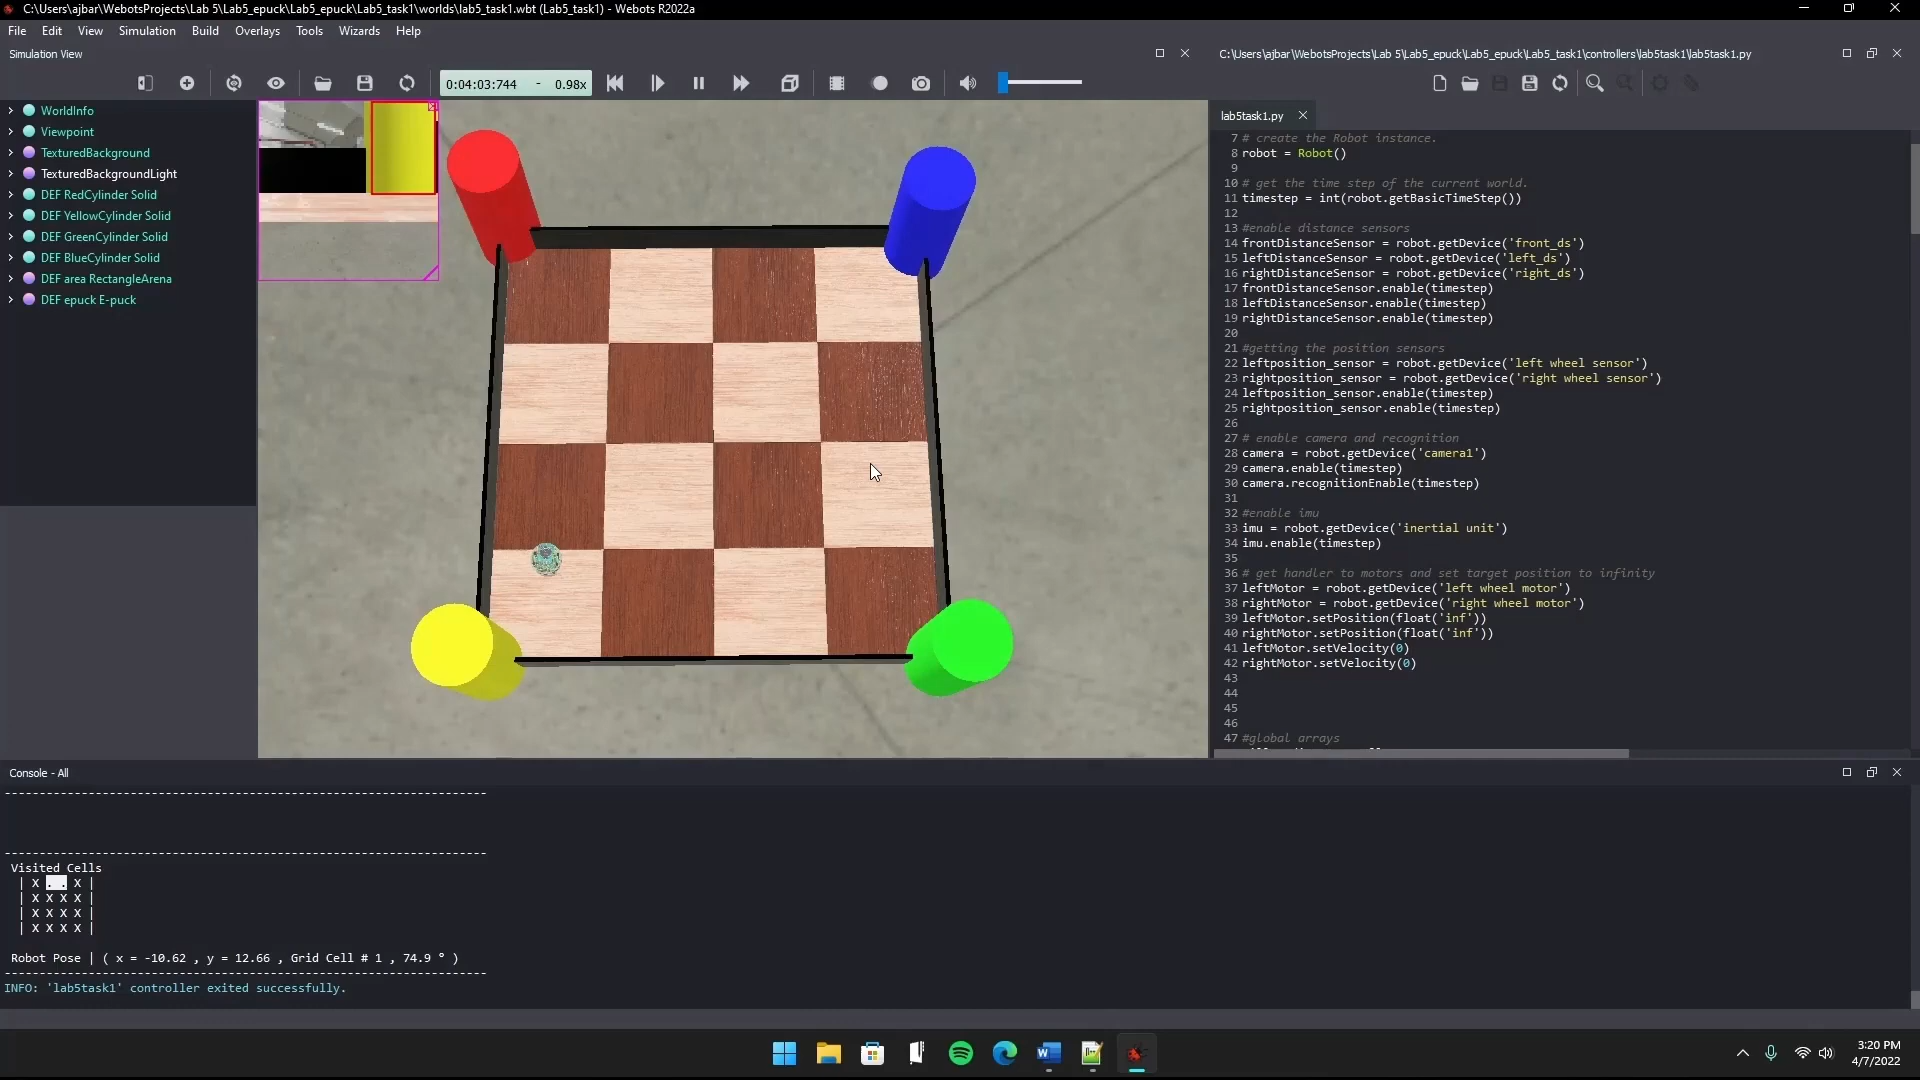 C:\Users\ajbar\WebotsProjects\Lab 5\Lab5_epuck\Lab5_epuck\Lab5_task1\worlds\lab5_task1.wbt (Lab5_task1) - Webots R2022a
File Edit View Simulation Build Overlays Tools Wizards Help
Simulation View
C:\Users\ajbar\WebotsProjects\Lab 5\Lab5_epuck\Lab5_epuck\Lab5_task1\controllers\lab5task1\lab5task1.py
0:04:03:744 - 0.98x
WorldInfo
Viewpoint
TexturedBackground
TexturedBackgroundLight
DEF RedCylinder Solid
DEF YellowCylinder Solid
DEF GreenCylinder Solid
DEF BlueCylinder Solid
DEF area RectangleArena
DEF epuck E-puck
lab5task1.py
7 # create the Robot instance.
8 robot = Robot()
9
10 # get the time step of the current world.
11 timestep = int(robot.getBasicTimeStep())
12
13 #enable distance sensors
14 frontDistanceSensor = robot.getDevice('front_ds')
15 leftDistanceSensor = robot.getDevice('left_ds')
16 rightDistanceSensor = robot.getDevice('right_ds')
17 frontDistanceSensor.enable(timestep)
18 leftDistanceSensor.enable(timestep)
19 rightDistanceSensor.enable(timestep)
20
21 #getting the position sensors
22 leftposition_sensor = robot.getDevice('left wheel sensor')
23 rightposition_sensor = robot.getDevice('right wheel sensor')
24 leftposition_sensor.enable(timestep)
25 rightposition_sensor.enable(timestep)
26
27 # enable camera and recognition
28 camera = robot.getDevice('camera1')
29 camera.enable(timestep)
30 camera.recognitionEnable(timestep)
31
32 #enable imu
33 imu = robot.getDevice('inertial unit')
34 imu.enable(timestep)
35
36 # get handler to motors and set target position to infinity
37 leftMotor = robot.getDevice('left wheel motor')
38 rightMotor = robot.getDevice('right wheel motor')
39 leftMotor.setPosition(float('inf'))
40 rightMotor.setPosition(float('inf'))
41 leftMotor.setVelocity(0)
42 rightMotor.setVelocity(0)
43
44
45
46
47 #global arrays
Console - All
---------------------------------------------------------------------
---------------------------------------------------------------------
Visited Cells
| X . . X |
| X X X X |
| X X X X |
| X X X X |
Robot Pose | ( x = -10.62 , y = 12.66 , Grid Cell # 1 , 74.9 ° )
---------------------------------------------------------------------
INFO: 'lab5task1' controller exited successfully.
3:20 PM
4/7/2022